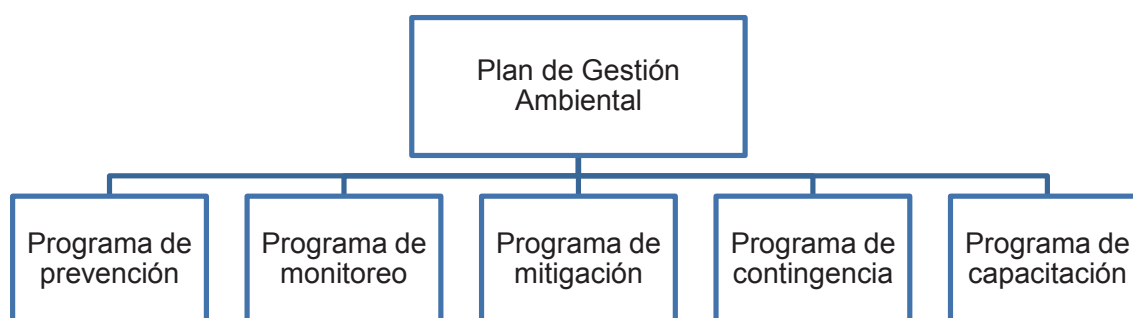 Plan de Gestión
Ambiental
Programa de
prevención
Programa de
monitoreo
Programa de
mitigación
Programa de
contingencia
Programa de
capacitación